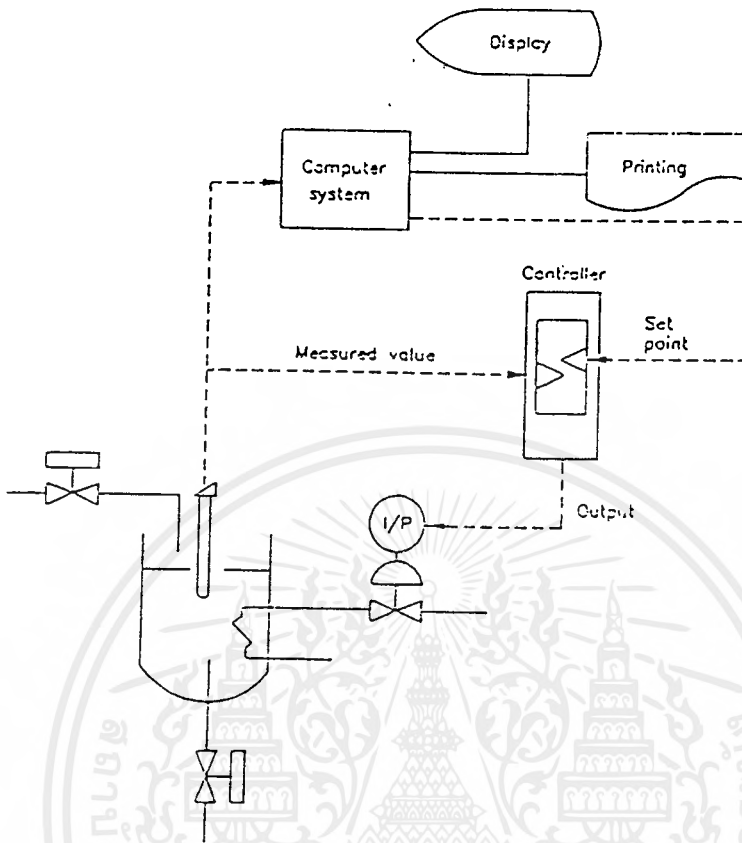 Display
Computer
system
Printing
Controller
Set
point
Measured value
I/P
Output